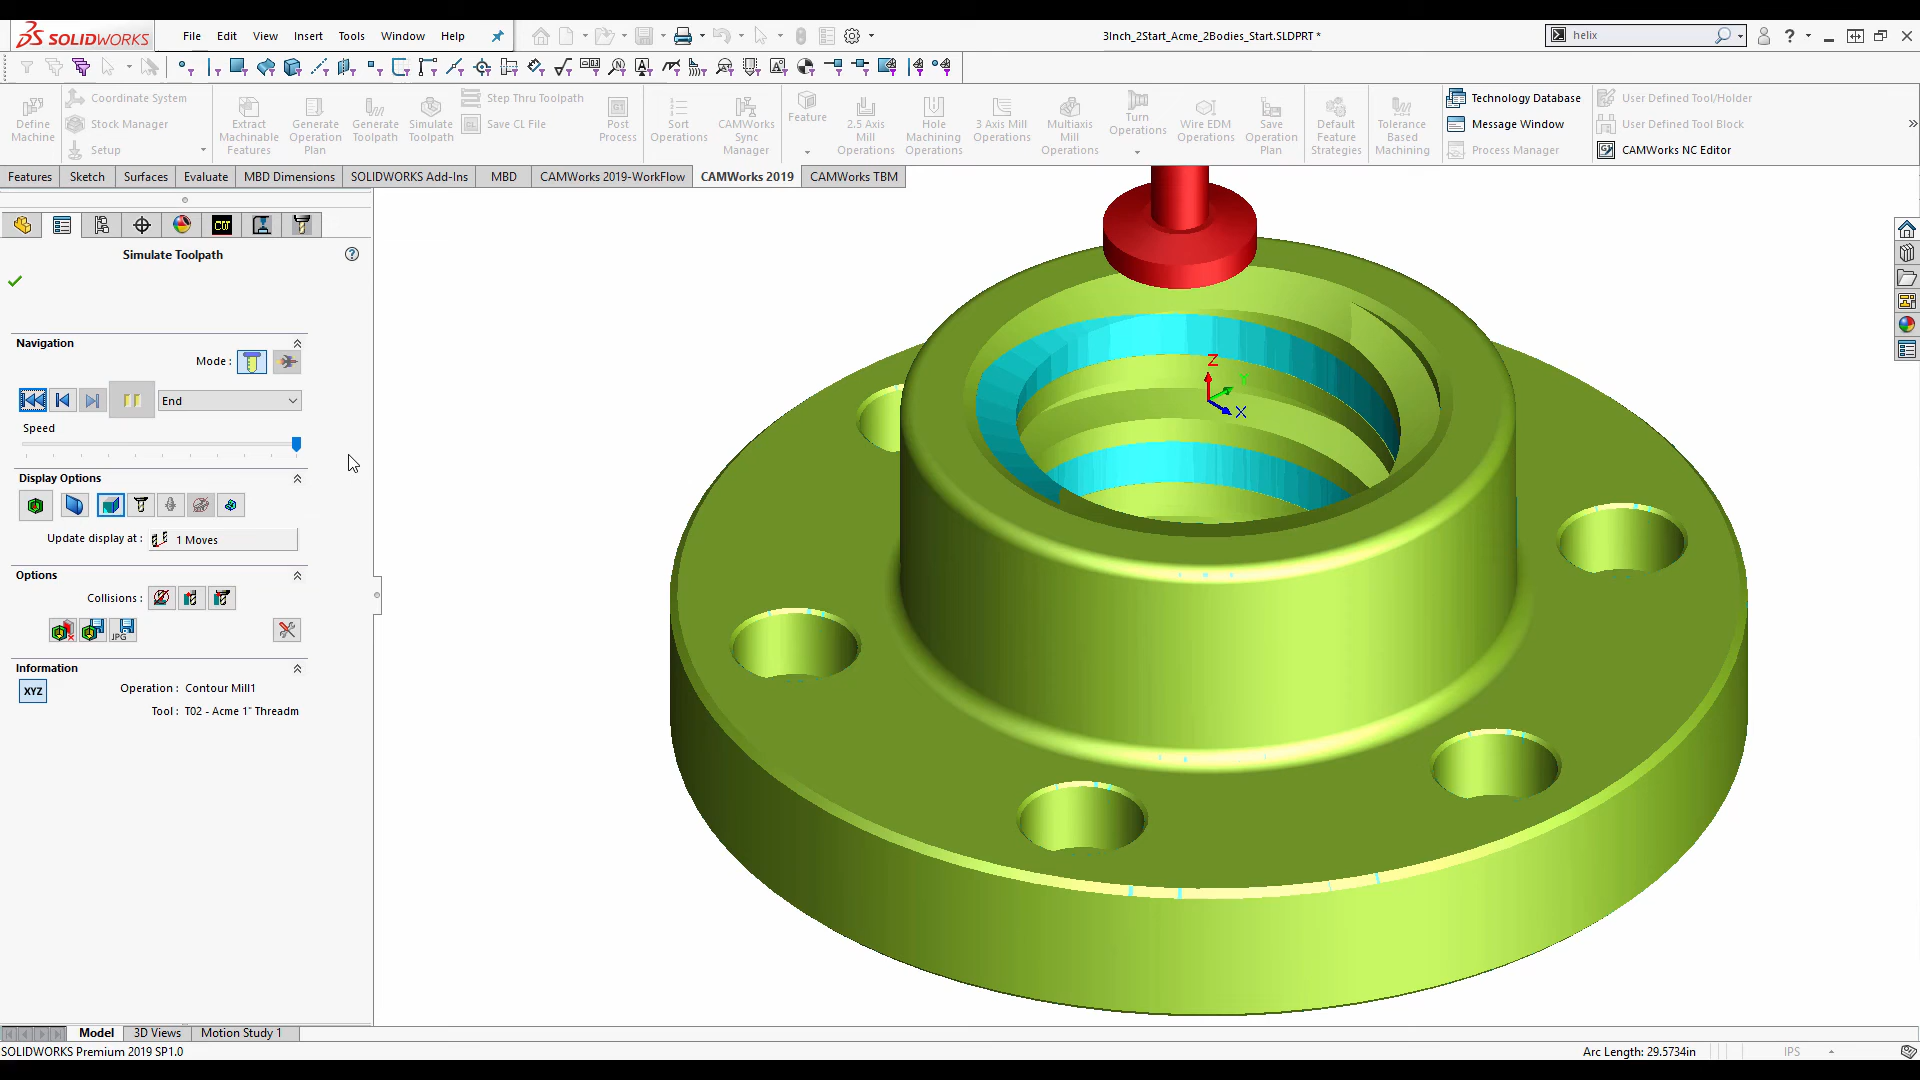 SOLIDWORKS File Edit View Insert Tools Window Help 3Inch_2Start_Acme_2Bodies_Start.SLDPRT * helix ?
Define Machine
Coordinate System
Stock Manager
Setup
Extract Machinable Features
Generate Operation Plan
Generate Toolpath
Simulate Toolpath
Step Thru Toolpath
Save CL File
Post Process
Sort Operations
CAMWorks Sync Manager
Feature
2.5 Axis Mill Operations
Hole Machining Operations
3 Axis Mill Operations
Multiaxis Mill Operations
Turn Operations
Wire EDM Operations
Save Operation Plan
Default Feature Strategies
Tolerance Based Machining
Technology Database
Message Window
Process Manager
User Defined Tool/Holder
User Defined Tool Block
CAMWorks NC Editor
Features Sketch Surfaces Evaluate MBD Dimensions SOLIDWORKS Add-Ins MBD CAMWorks 2019-WorkFlow CAMWorks 2019 CAMWorks TBM
CW
Simulate Toolpath ?
Navigation
Mode :
End
Speed
Display Options
Update display at : 1 Moves
Options
Collisions :
JPG
Information
XYZ Operation : Contour Mill1
Tool : T02 - Acme 1" Threadm
Z
Y
X
Model 3D Views Motion Study 1
SOLIDWORKS Premium 2019 SP1.0 Arc Length: 29.5734in IPS